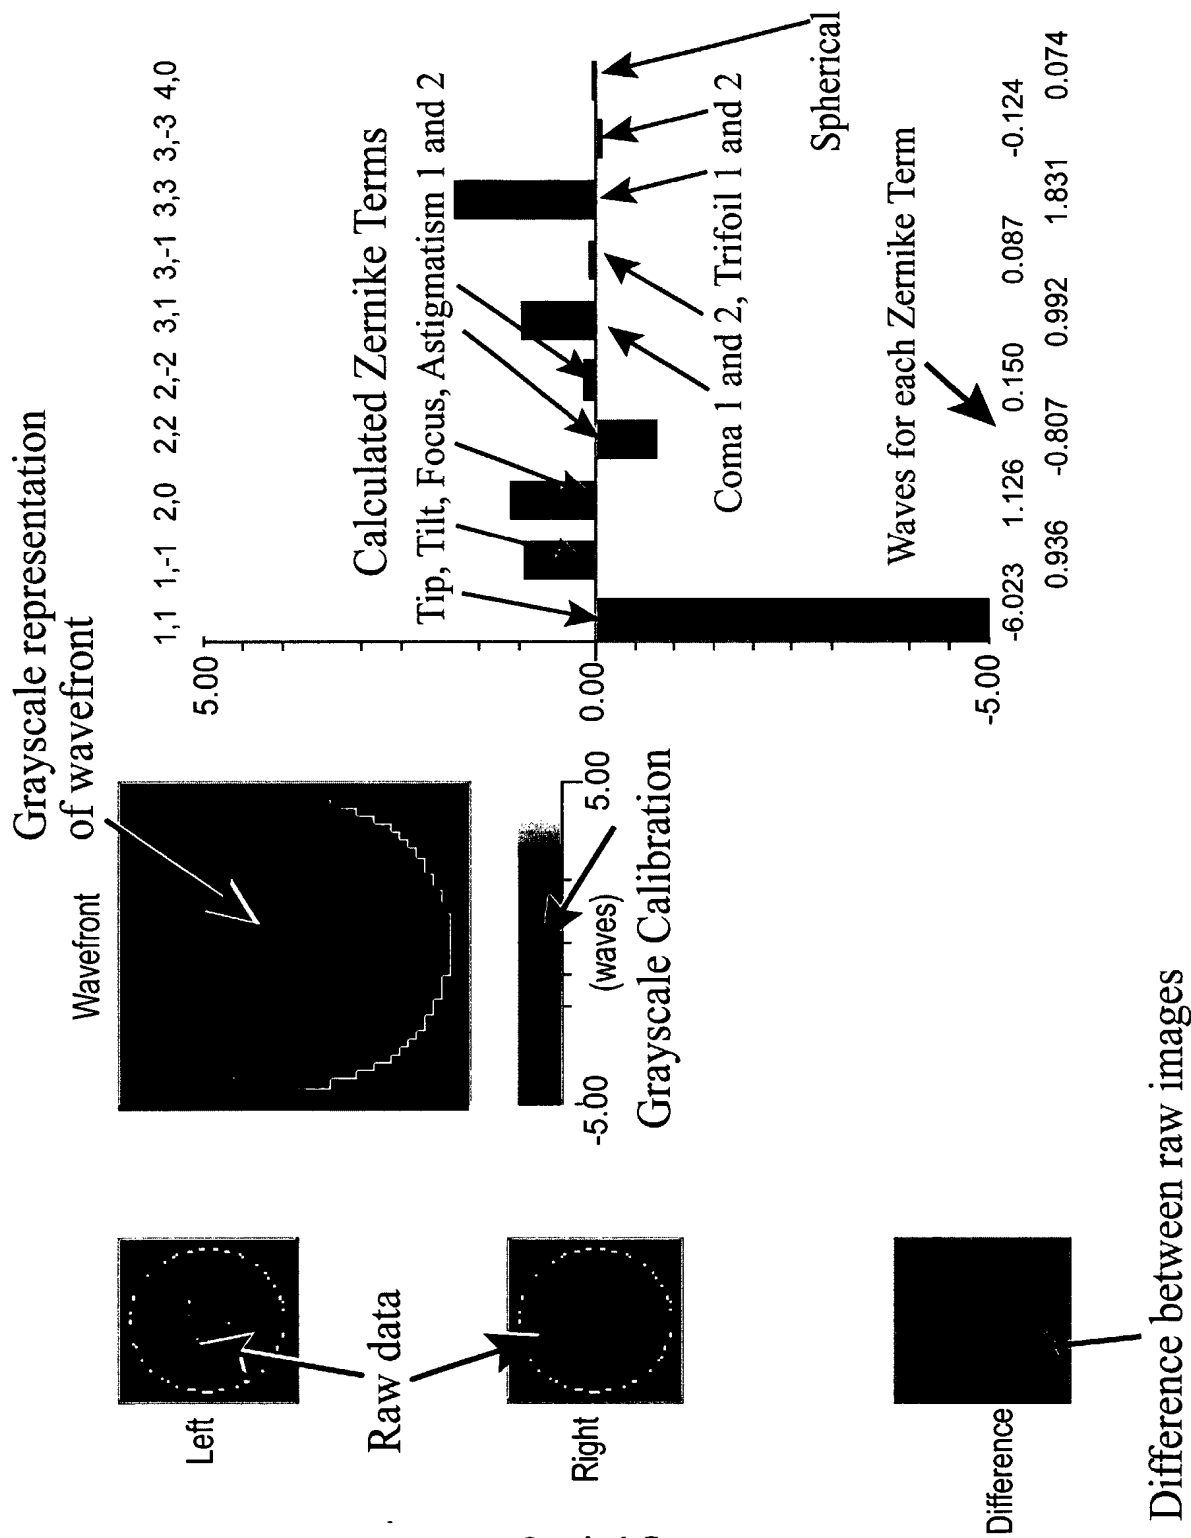 Grayscale representation
of wavefront
Left
Wavefront
1,1 1,-1 2,0 2,2 2,-2 3,1 3,-1 3,3 3,-3 4,0
5.00
Calculated Zernike Terms
Tip, Tilt, Focus, Astigmatism 1 and 2
Raw data
Right
-5.00
(waves)
5.00
Grayscale Calibration
0.00
Coma 1 and 2, Trifoil 1 and 2
Spherical
Waves for each Zernike Term
-5.00
-6.023 1.126 0.150 0.087 -0.124
0.936 -0.807 0.992 1.831 0.074
Difference
Difference between raw images